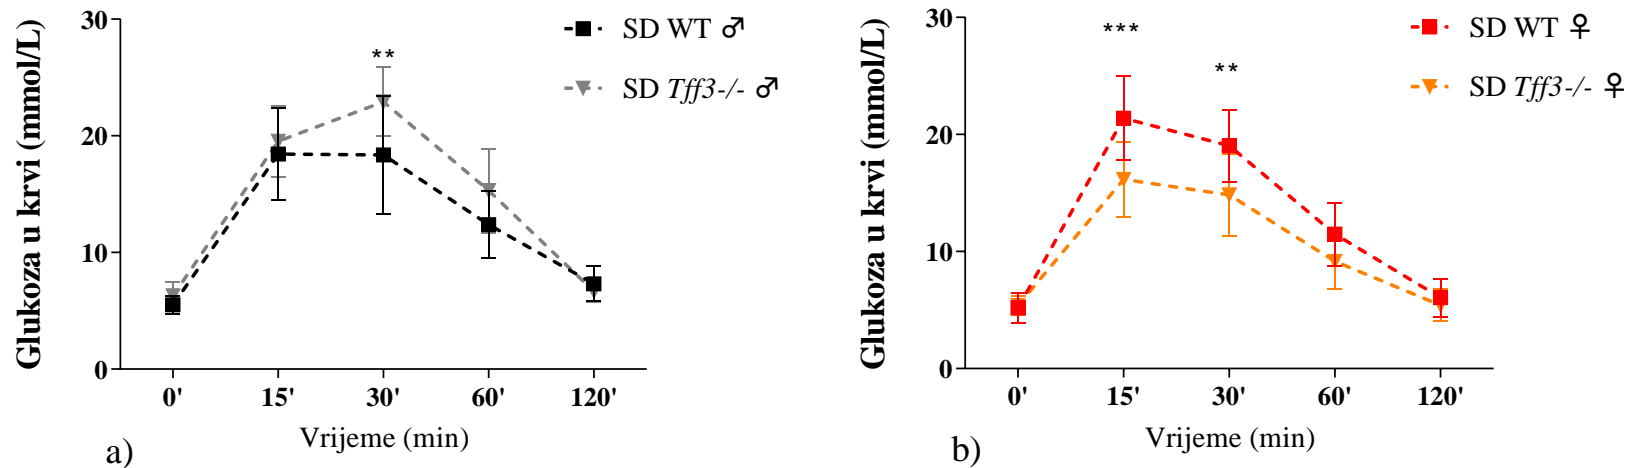 Glukoza u krvi (mmol/L)
30
20
10
0
**
SD WT ♂
SD Tff3-/- ♂
0' 15' 30' 60' 120'
Vrijeme (min)
a)
Glukoza u krvi (mmol/L)
30
20
10
0
***
**
SD WT ♀
SD Tff3-/- ♀
0' 15' 30' 60' 120'
Vrijeme (min)
b)